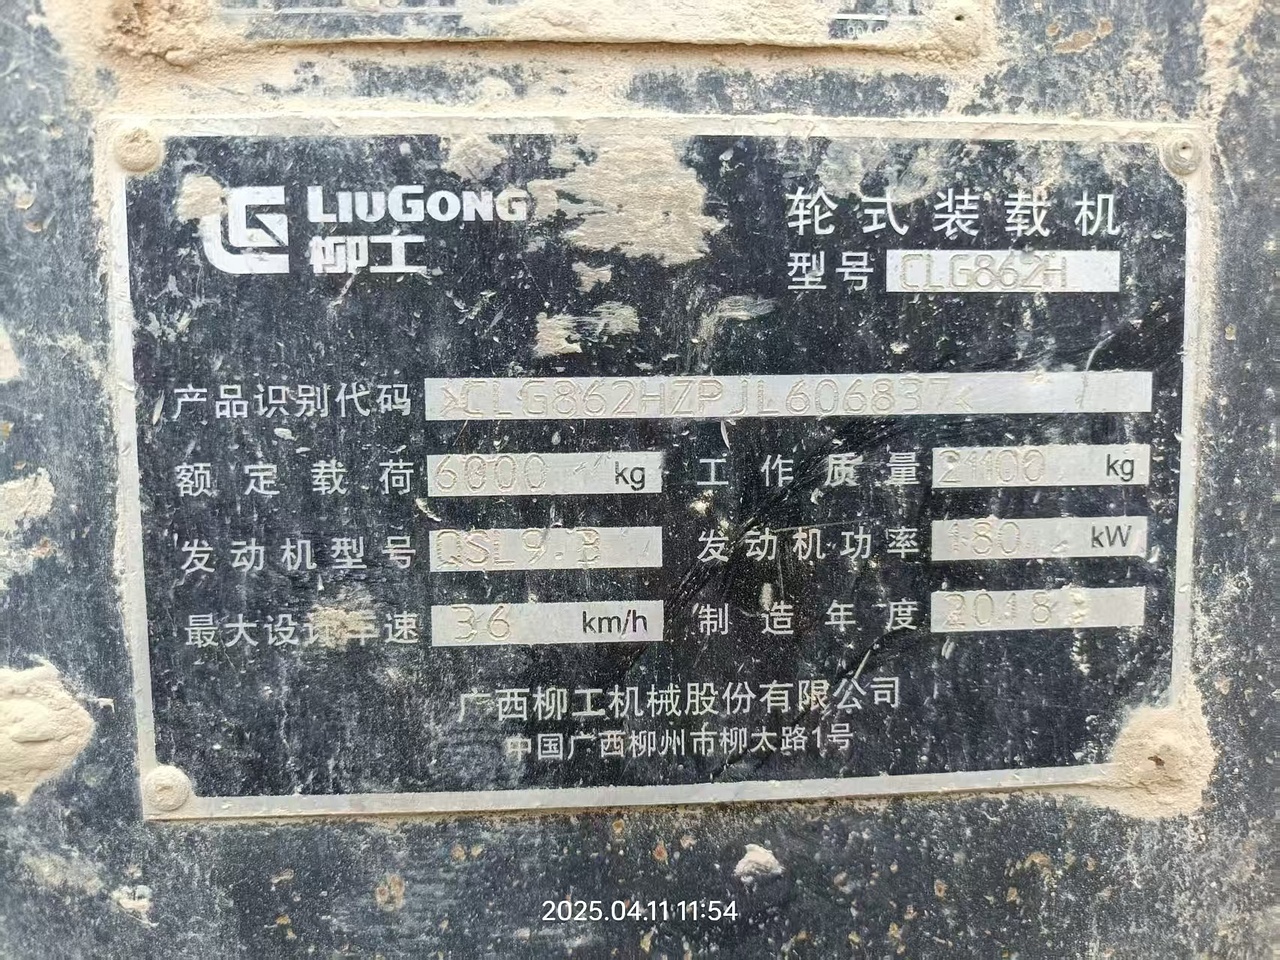 LIUGONG
柳工
轮式装载机
型号 CLG862H
产品识别代码 CLG862HZPJL606837
额定载荷 6000 kg 工作质量 21100 kg
发动机型号 QSL9.3 发动机功率 180 kW
最大设计车速 36 km/h 制造年度 2018
广西柳工机械股份有限公司
中国广西柳州市柳太路1号
2025.04.11 11:54